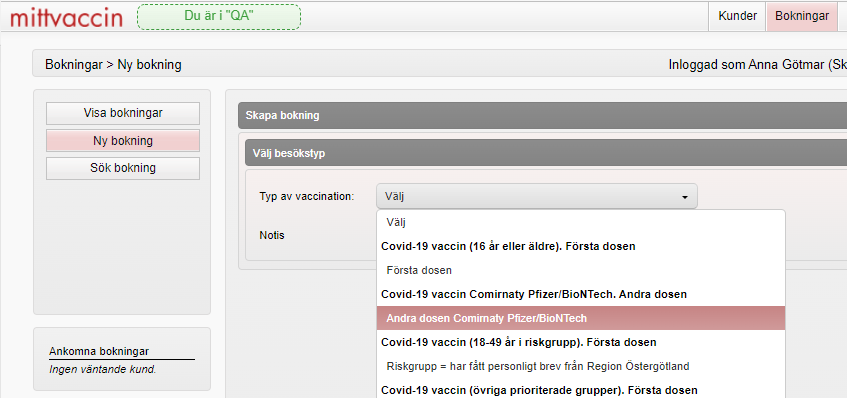 mittvaccin
Du är i "QA"
Kunder
Bokningar
Bokningar > Ny bokning
Inloggad som Anna Götmar (Sk
Visa bokningar
Ny bokning
Sök bokning
Skapa bokning
Välj besökstyp
Typ av vaccination:
Välj
Notis
Välj
Covid-19 vaccin (16 år eller äldre). Första dosen
Första dosen
Covid-19 vaccin Comirnaty Pfizer/BioNTech. Andra dosen
Andra dosen Comirnaty Pfizer/BioNTech
Covid-19 vaccin (18-49 år i riskgrupp). Första dosen
Riskgrupp = har fått personligt brev från Region Östergötland
Covid-19 vaccin (övriga prioriterade grupper). Första dosen
Ankomna bokningar
Ingen väntande kund.